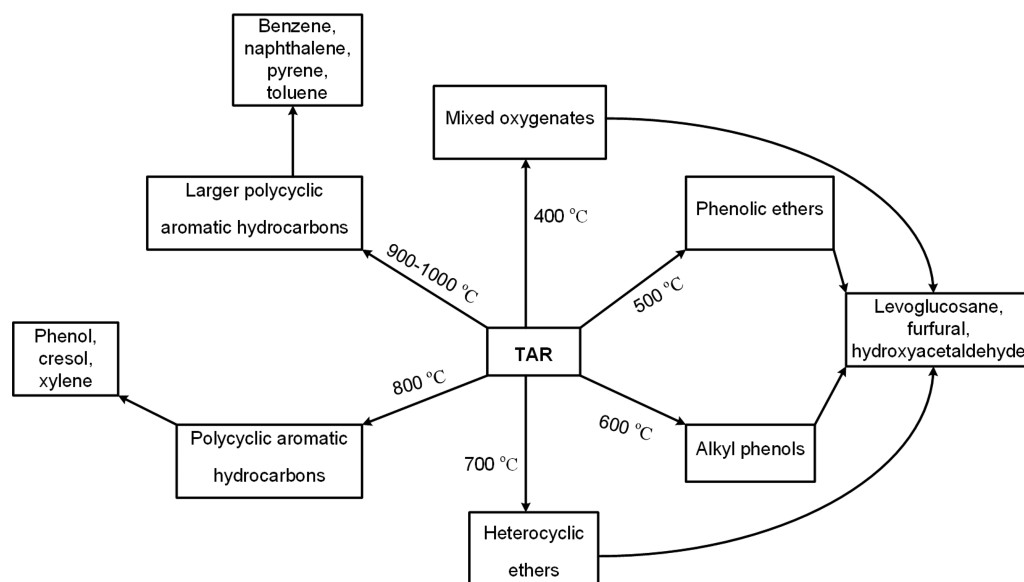 Benzene,
naphthalene,
pyrene,
toluene
Mixed oxygenates
Larger polycyclic
aromatic hydrocarbons
Phenolic ethers
400 °C
900-1000 °C
500 °C
Levoglucosane,
furfural,
hydroxyacetaldehyde
Phenol,
cresol,
xylene
TAR
800 °C
600 °C
Polycyclic aromatic
hydrocarbons
700 °C
Alkyl phenols
Heterocyclic
ethers